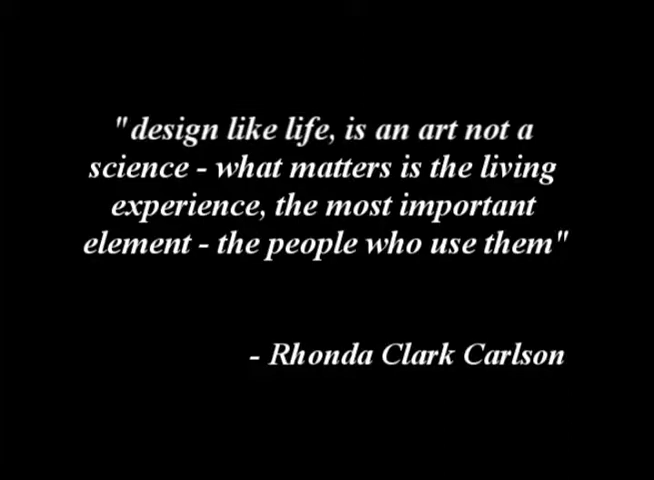 "design like life, is an art not a
science - what matters is the living
experience, the most important
element - the people who use them"
- Rhonda Clark Carlson